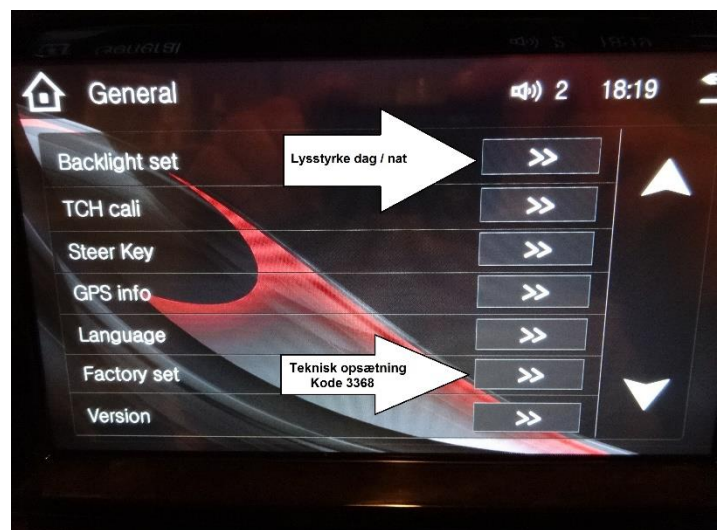 General 2 18:19
Backlight set
Lysstyrke dag / nat
TCH cali
Steer Key
GPS info
Language
Factory set
Teknisk opsætning
Kode 3368
Version